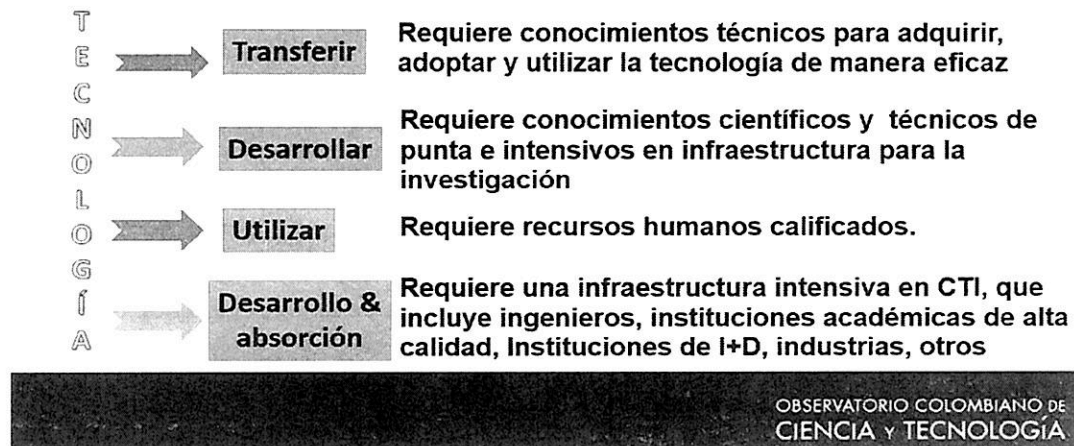 TECNOLOGÍA
Transferir
Requiere conocimientos técnicos para adquirir,
adoptar y utilizar la tecnología de manera eficaz
Desarrollar
Requiere conocimientos científicos y técnicos de
punta e intensivos en infraestructura para la
investigación
Utilizar
Requiere recursos humanos calificados.
Desarrollo &
absorción
Requiere una infraestructura intensiva en CTI, que
incluye ingenieros, instituciones académicas de alta
calidad, Instituciones de I+D, industrias, otros
OBSERVATORIO COLOMBIANO DE
CIENCIA Y TECNOLOGÍA